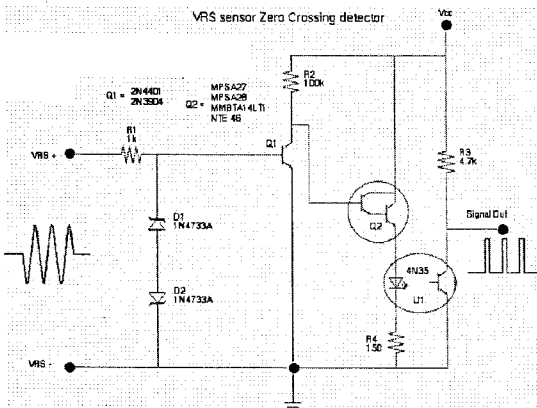 VRS sensor Zero Crossing detector
Vcc
Q1 = 2N4401
2N3904
Q2 = MPSA27
MPSA28
MMBTA14LT1
NTE 46
R2
100K
R1
1k
Q1
VRS +
R3
4.7k
D1
1N4733A
Q2
Signal Out
4N35
U1
D2
1N4733A
R4
150
VRS -